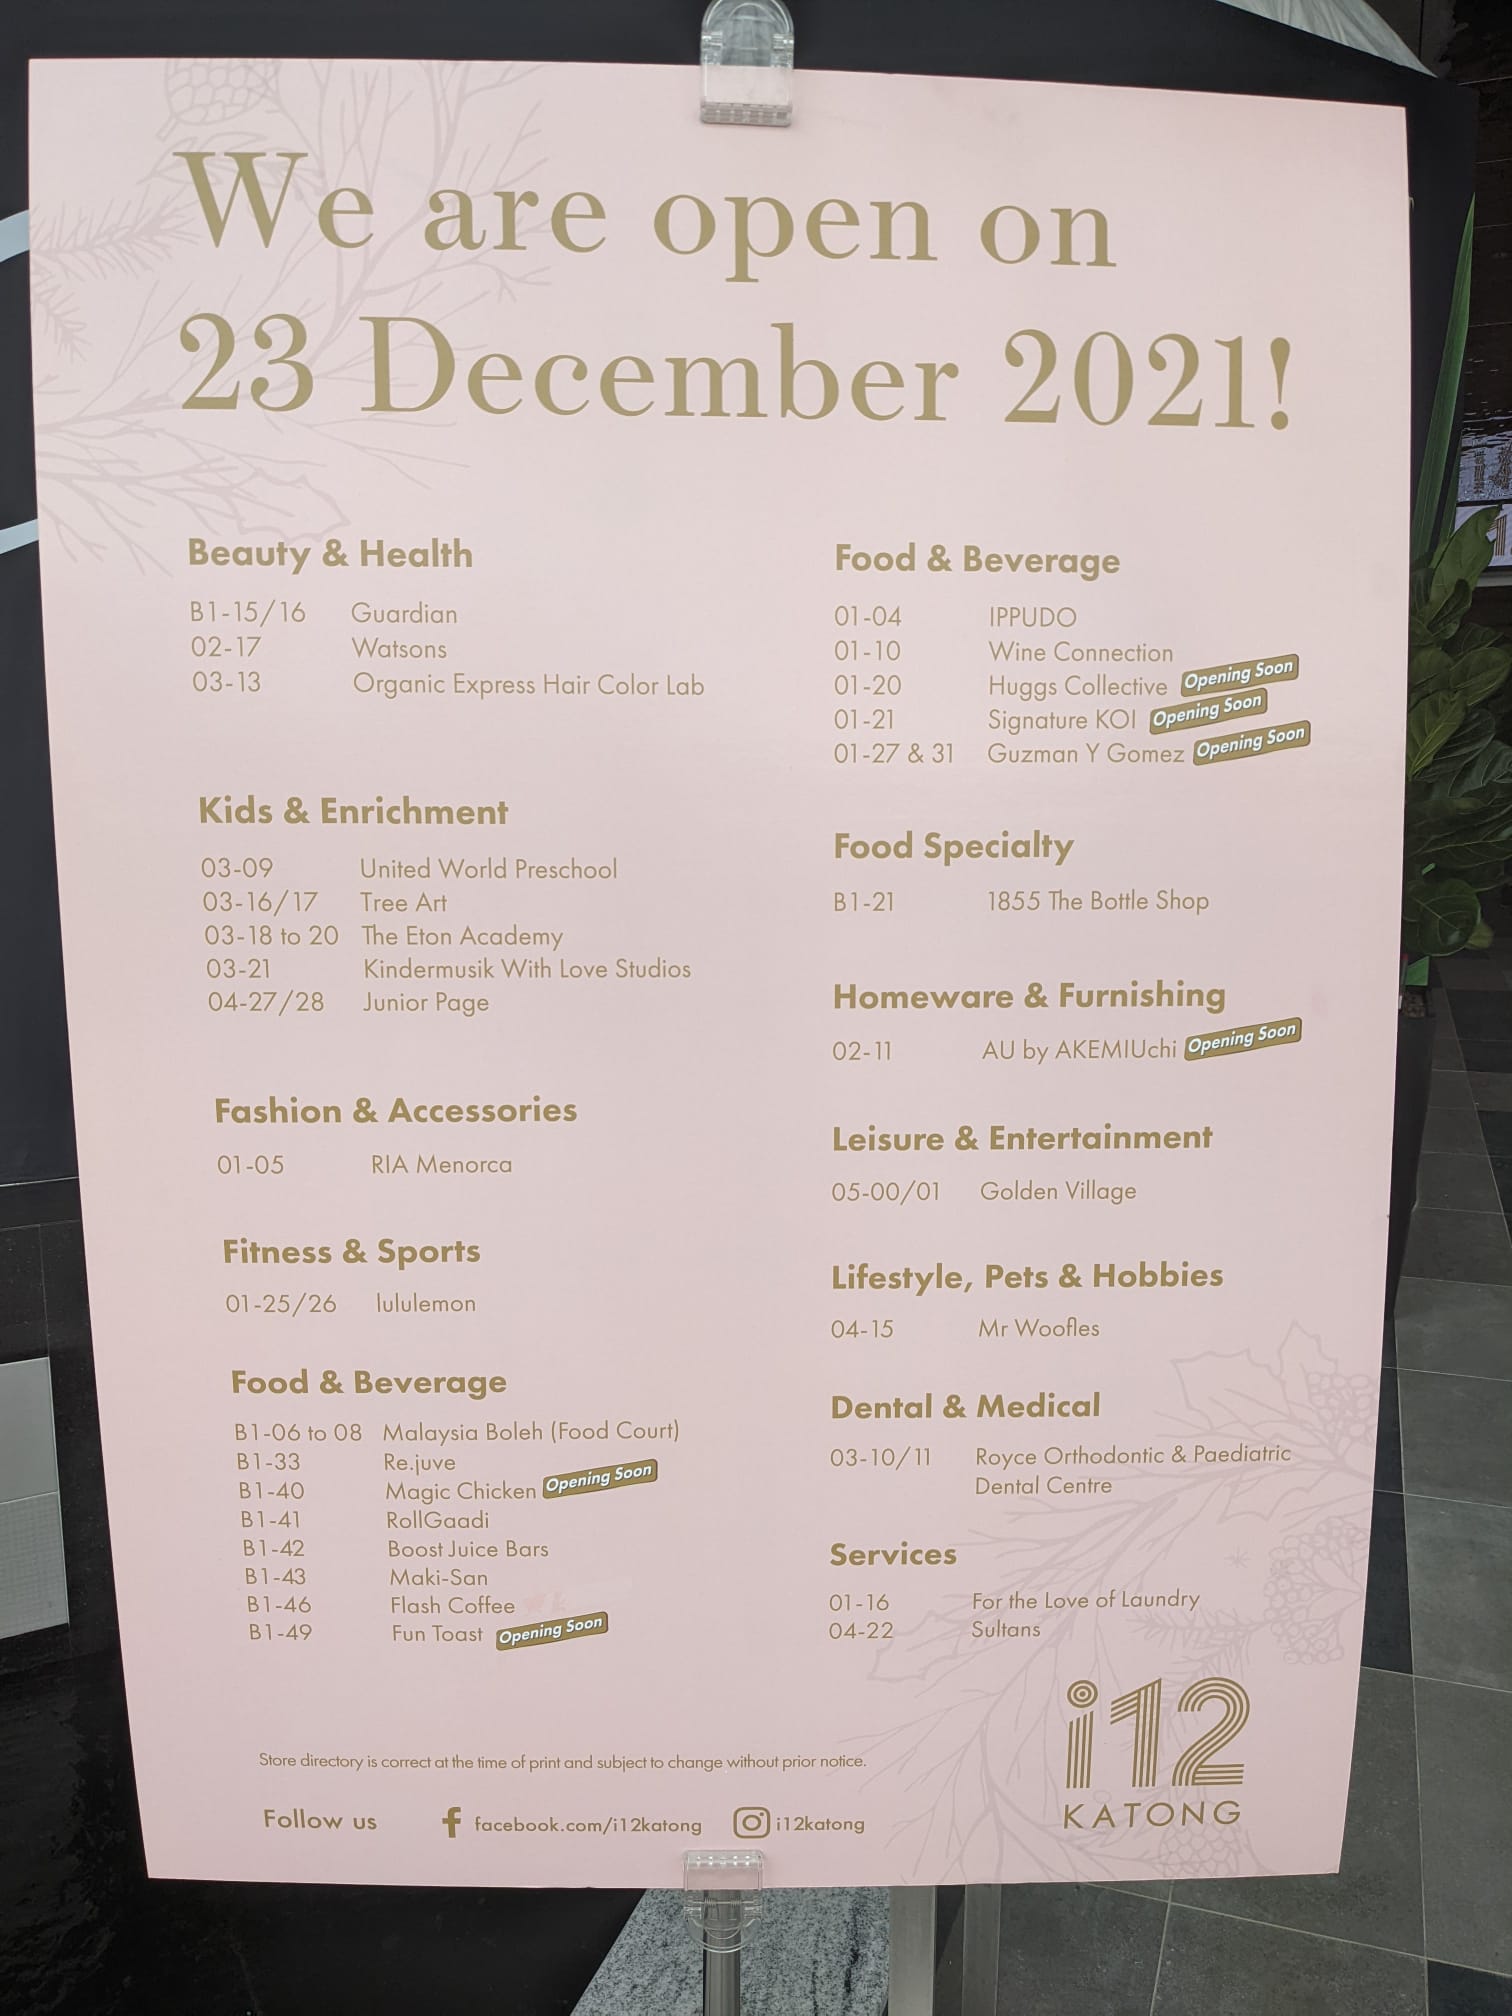 We are open on
23 December 2021!
Beauty & Health
B1-15/16 Guardian
02-17 Watsons
03-13 Organic Express Hair Color Lab
Kids & Enrichment
03-09 United World Preschool
03-16/17 Tree Art
03-18 to 20 The Eton Academy
03-21 Kindermusik With Love Studios
04-27/28 Junior Page
Fashion & Accessories
01-05 RIA Menorca
Fitness & Sports
01-25/26 lululemon
Food & Beverage
B1-06 to 08 Malaysia Boleh (Food Court)
B1-33 Re.juve
B1-40 Magic Chicken Opening Soon
B1-41 RollGaadi
B1-42 Boost Juice Bars
B1-43 Maki-San
B1-46 Flash Coffee
B1-49 Fun Toast Opening Soon
Food & Beverage
01-04 IPPUDO
01-10 Wine Connection
01-20 Huggs Collective Opening Soon
01-21 Signature KOI Opening Soon
01-27 & 31 Guzman Y Gomez Opening Soon
Food Specialty
B1-21 1855 The Bottle Shop
Homeware & Furnishing
02-11 AU by AKEMIUchi Opening Soon
Leisure & Entertainment
05-00/01 Golden Village
Lifestyle, Pets & Hobbies
04-15 Mr Woofles
Dental & Medical
03-10/11 Royce Orthodontic & Paediatric
Dental Centre
Services
01-16 For the Love of Laundry
04-22 Sultans
Store directory is correct at the time of print and subject to change without prior notice.
Follow us facebook.com/i12katong i12katong
i12
KATONG